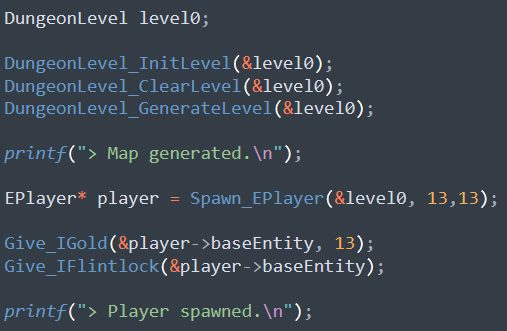 DungeonLevel level0;
DungeonLevel_InitLevel(&level0);
DungeonLevel_ClearLevel(&level0);
DungeonLevel_GenerateLevel(&level0);
printf("> Map generated.\n");
EPlayer* player = Spawn_EPlayer(&level0, 13,13);
Give_IGold(&player->baseEntity, 13);
Give_IFlintlock(&player->baseEntity);
printf("> Player spawned.\n");